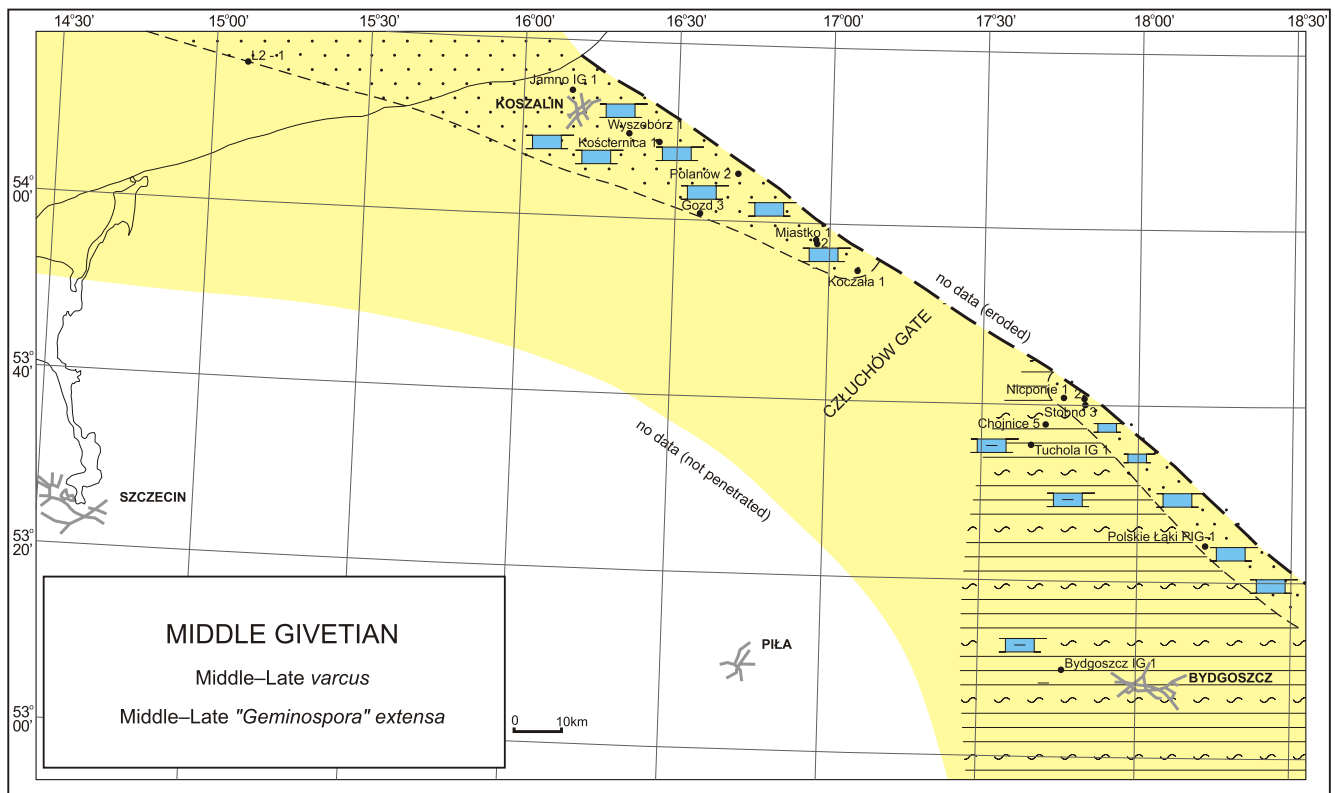 14°30' 15°00' 15°30' 16°00' 16°30' 17°00' 17°30' 18°00' 18°30'
Ł2 - 1
Jamno IG 1
KOSZALIN
Wyszebórz 1
Kościernica 1
Polanów 2
54° 00'
Gozd 3
Miastko 1
2
Koczała 1
no data (eroded)
CZŁUCHÓW GATE
53° 40'
Nicponie 1 2
Stobno 3
Chojnice 5
no data (not penetrated)
Tuchola IG 1
SZCZECIN
53° 20'
Polskie Łąki PIG-1
MIDDLE GIVETIAN
PIŁA
Bydgoszcz IG 1
BYDGOSZCZ
Middle–Late varcus
Middle–Late "Geminospora" extensa
53° 00'
0 10km